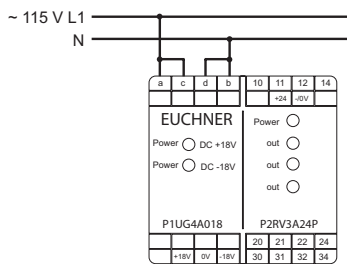 ~ 115 V L1
N
a c d b 10 11 12 14
+24 -/0V
EUCHNER Power
Power DC +18V out
Power DC -18V out
out
P1UG4A018 P2RV3A24P
20 21 22 24
+18V 0V -18V 30 31 32 34